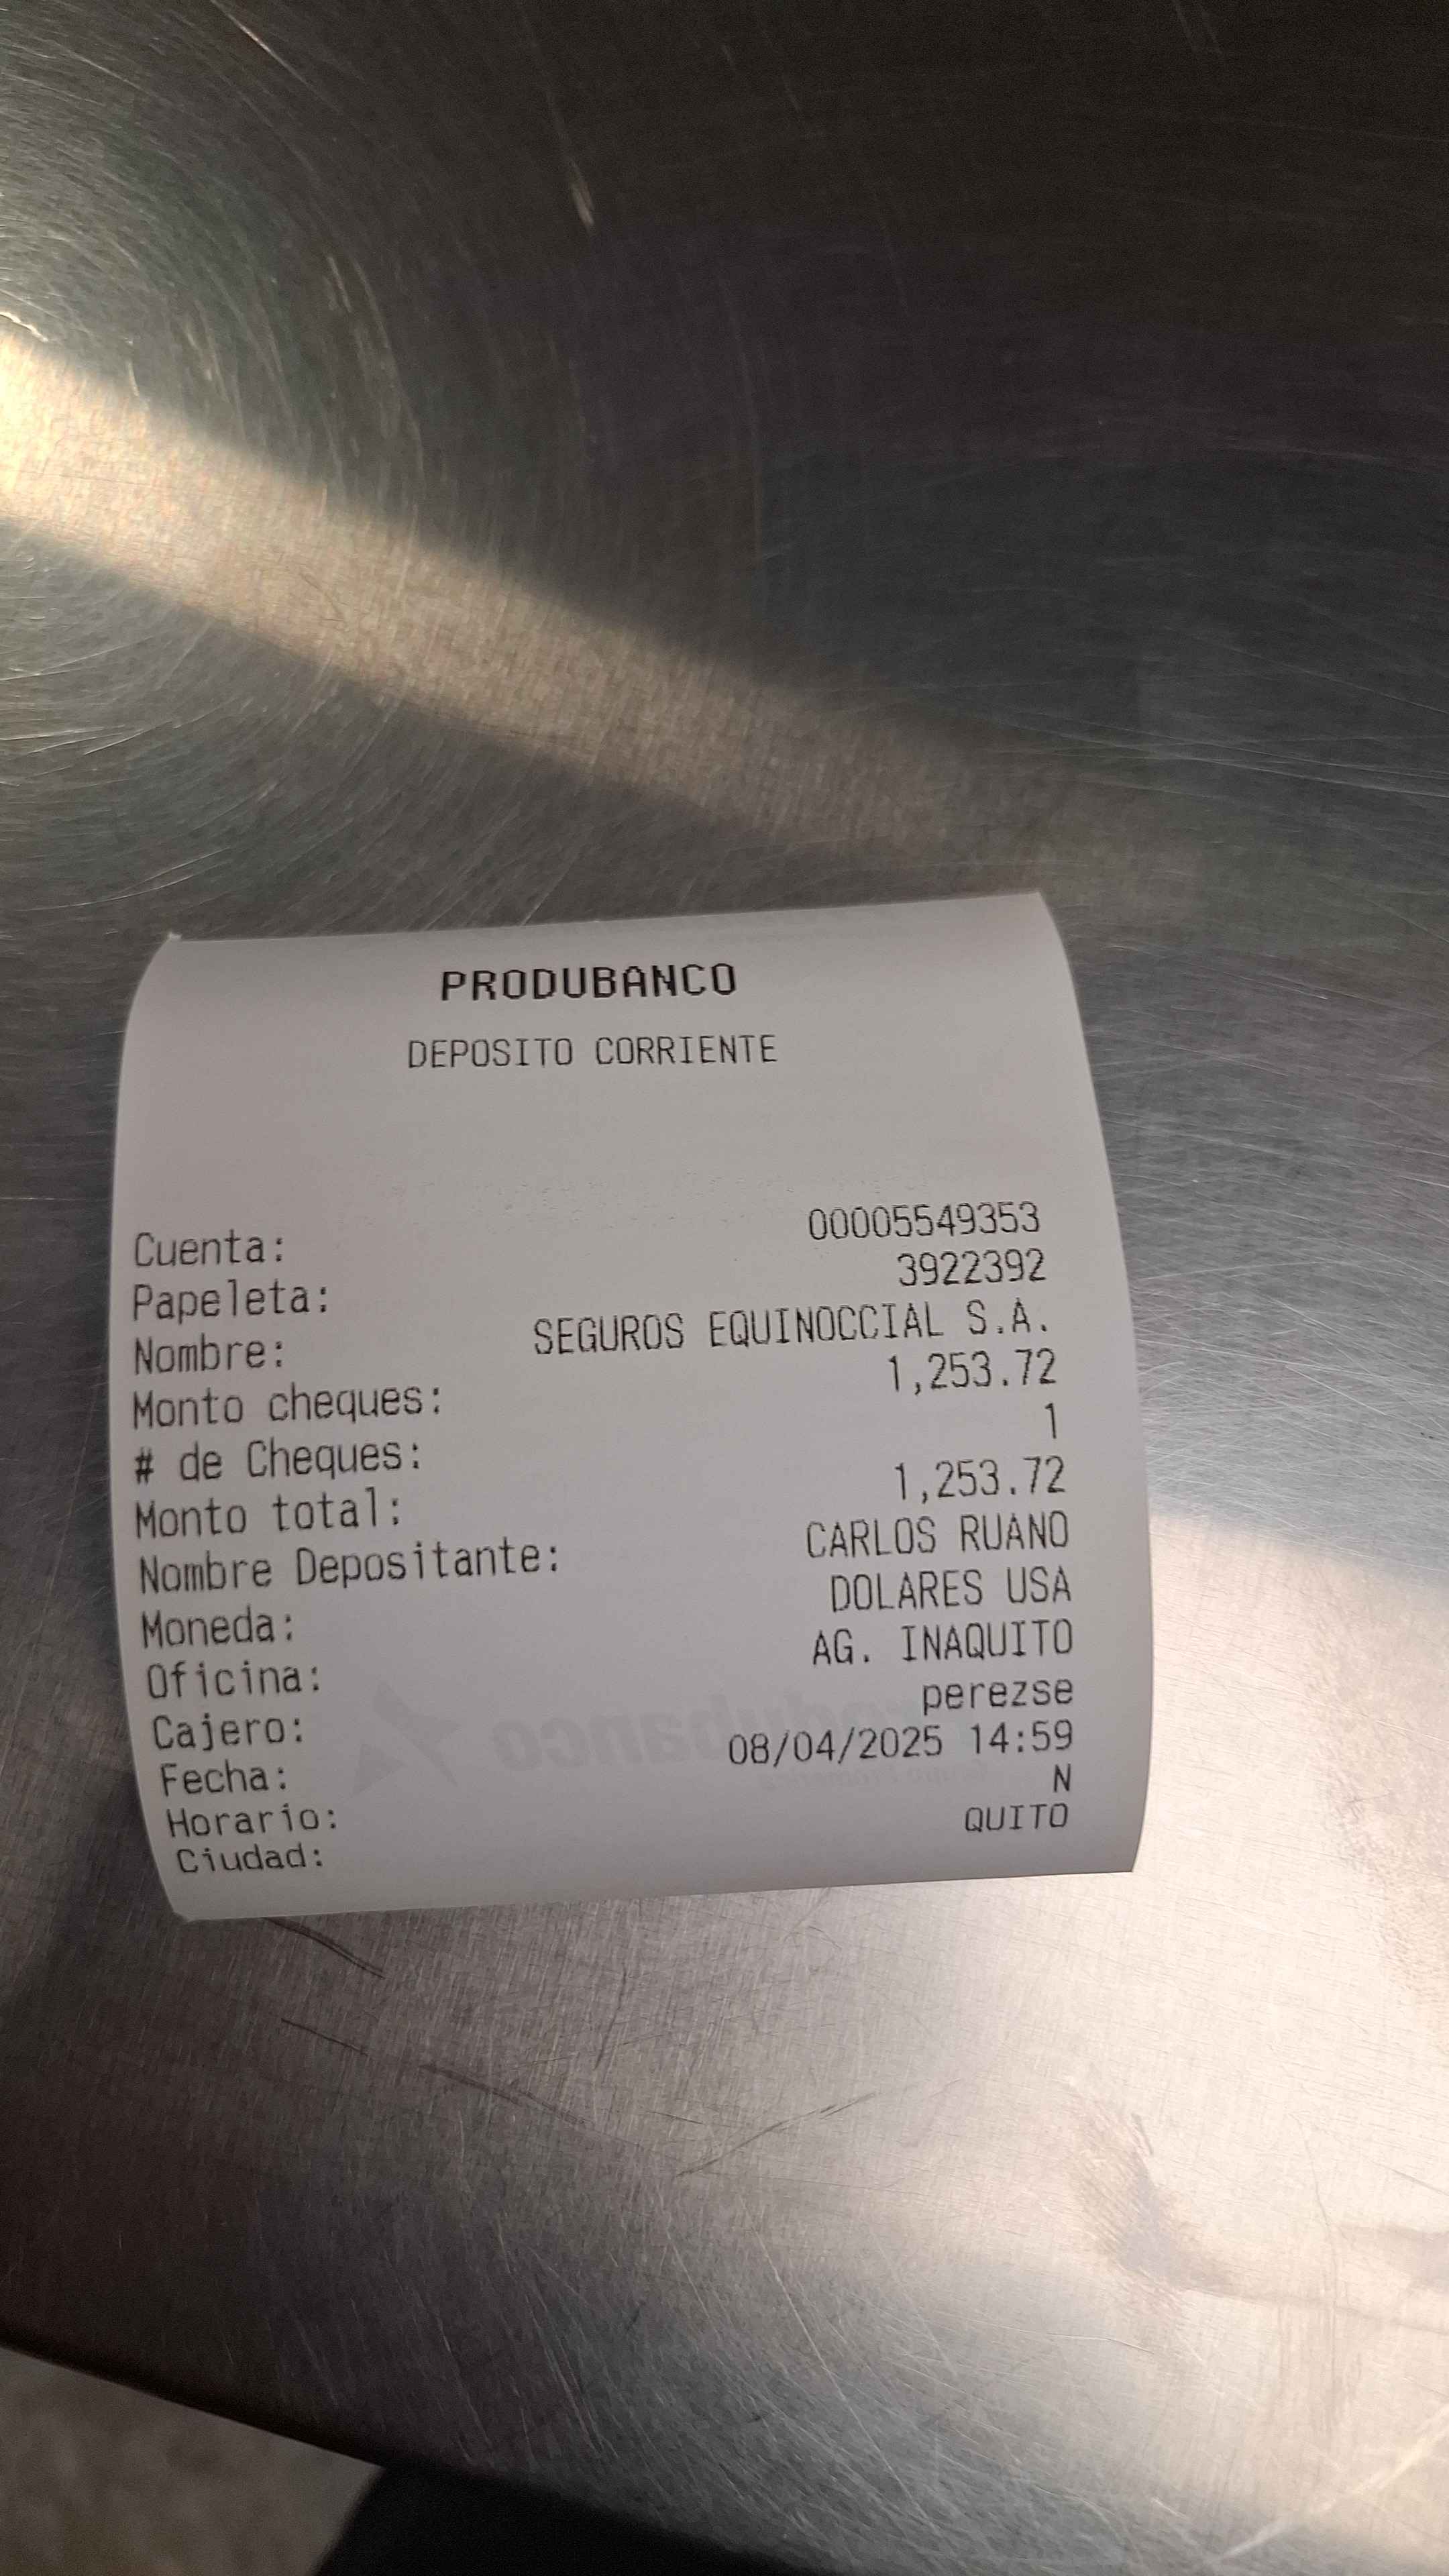 PRODUBANCO
DEPOSITO CORRIENTE
Cuenta: 00005549353
Papeleta: 3922392
Nombre: SEGUROS EQUINOCCIAL S.A.
Monto cheques: 1,253.72
# de Cheques: 1
Monto total: 1,253.72
Nombre Depositante: CARLOS RUANO
Moneda: DOLARES USA
Oficina: AG. INAQUITO
Cajero: perezse
Fecha: 08/04/2025 14:59
Horario: N
Ciudad: QUITO
produbanco